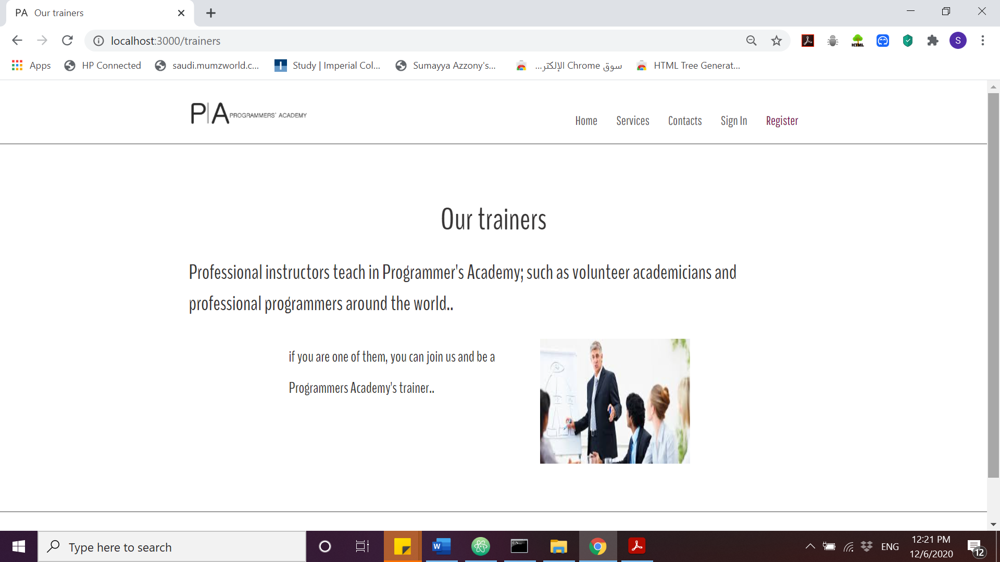 PA Our trainers
localhost:3000/trainers
S
Apps HP Connected saudi.mumzworld.c... Study | Imperial Col... Sumayya Azzony's... سوق Chrome الإلكتر... HTML Tree Generat...
HTML
P|A PROGRAMMERS' ACADEMY
Home Services Contacts Sign In Register
Our trainers
Professional instructors teach in Programmer's Academy; such as volunteer academicians and
professional programmers around the world..
if you are one of them, you can join us and be a
Programmers Academy's trainer..
Type here to search
W
ENG
12:21 PM
12/6/2020
12